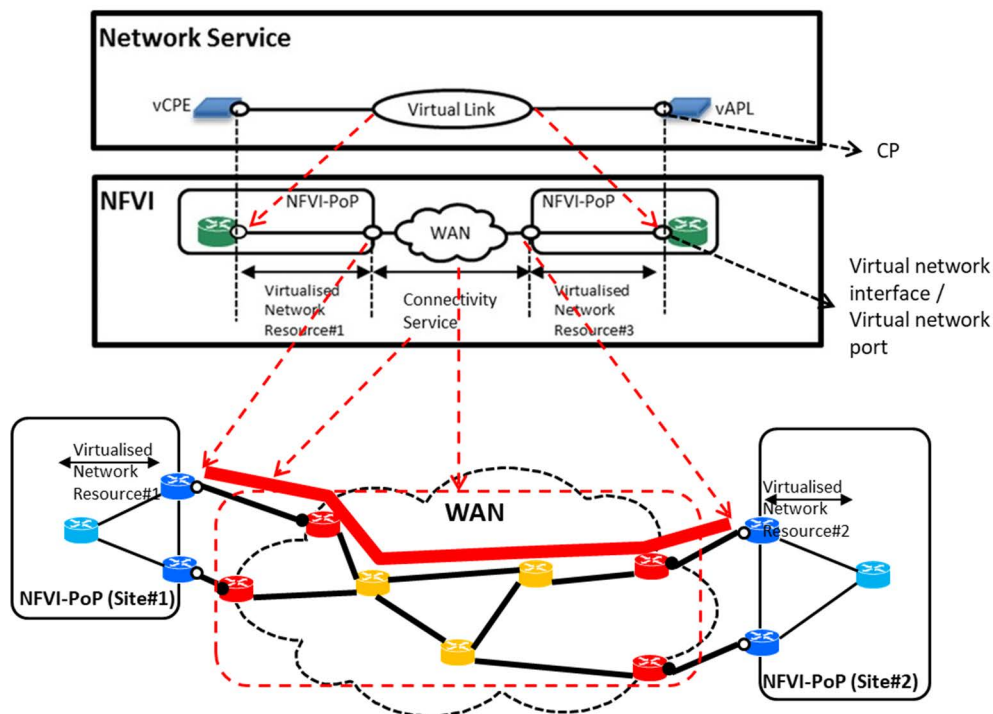 Network Service
vCPE
Virtual Link
vAPL
CP
NFVI
NFVI-PoP
WAN
NFVI-PoP
Virtualised
Network
Resource#1
Connectivity
Service
Virtualised
Network
Resource#3
Virtual network
interface /
Virtual network
port
Virtualised
Network
Resource#1
WAN
Virtualised
Network
Resource#2
NFVI-PoP (Site#1)
NFVI-PoP (Site#2)